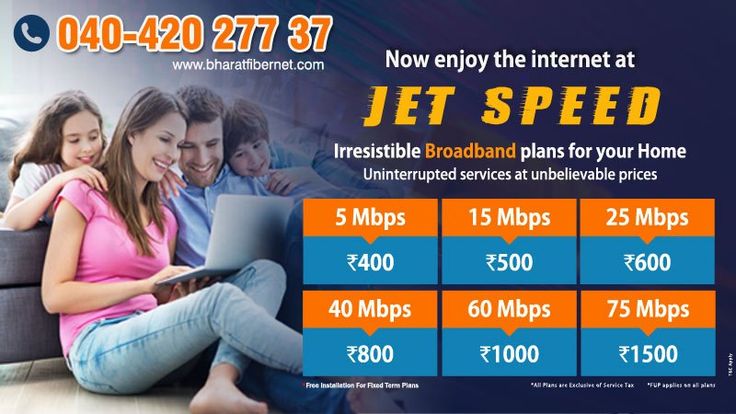 040-420 277 37
www.bharatfibernet.com
Now enjoy the internet at
JET SPEED
Irresistible Broadband plans for your Home
Uninterrupted services at unbelievable prices
5 Mbps 15 Mbps 25 Mbps
₹400 ₹500 ₹600
40 Mbps 60 Mbps 75 Mbps
₹800 ₹1000 ₹1500
*Free Installation For Fixed Term Plans *All Plans are Exclusive of Service Tax *FUP applies on all plans
T&C Apply